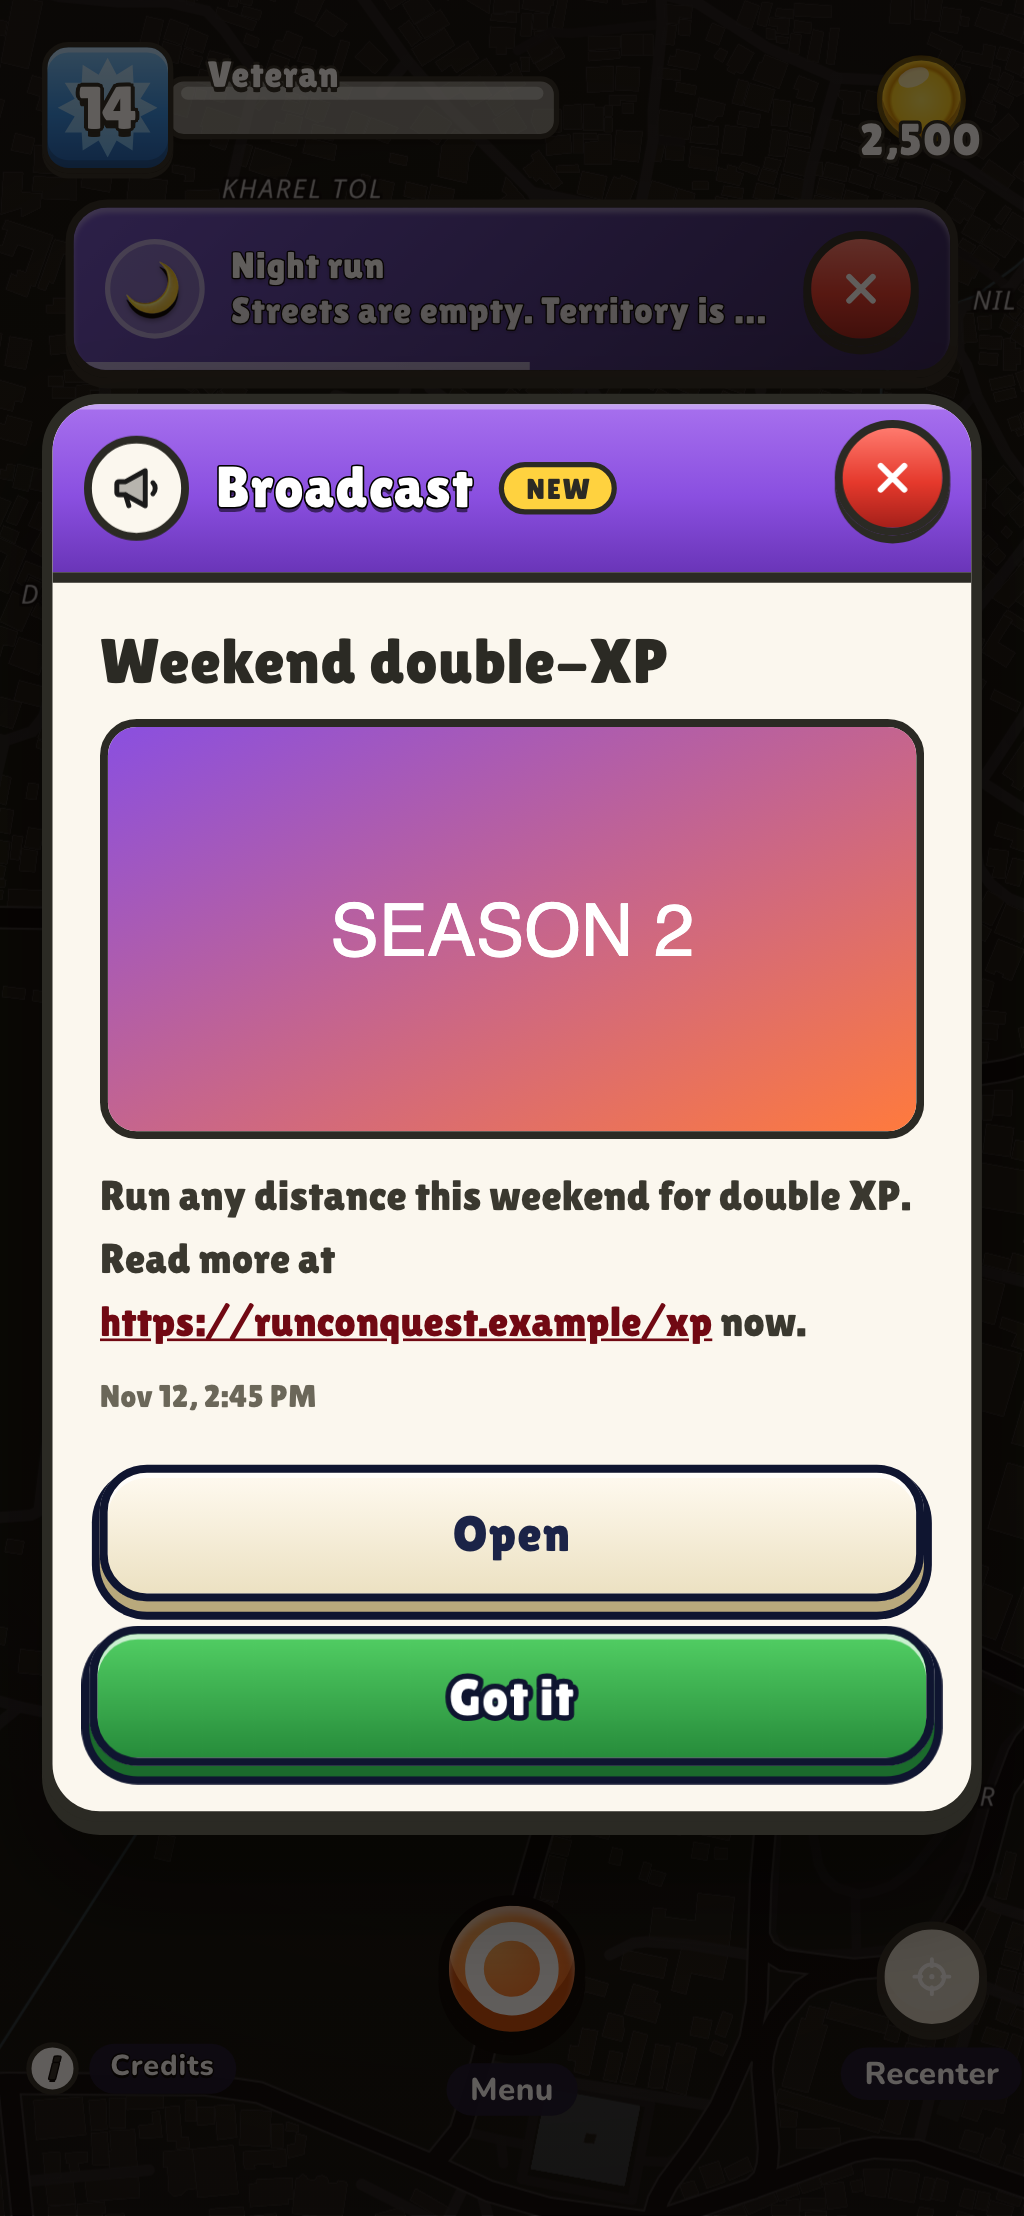 14
Veteran
2,500
KHAREL TOL
Night run
Streets are empty. Territory is ...
NIL
Broadcast
NEW
D
Weekend double-XP
SEASON 2
Run any distance this weekend for double XP.
Read more at
https://runconquest.example/xp now.
Nov 12, 2:45 PM
Open
Got it
R
Credits
Menu
Recenter